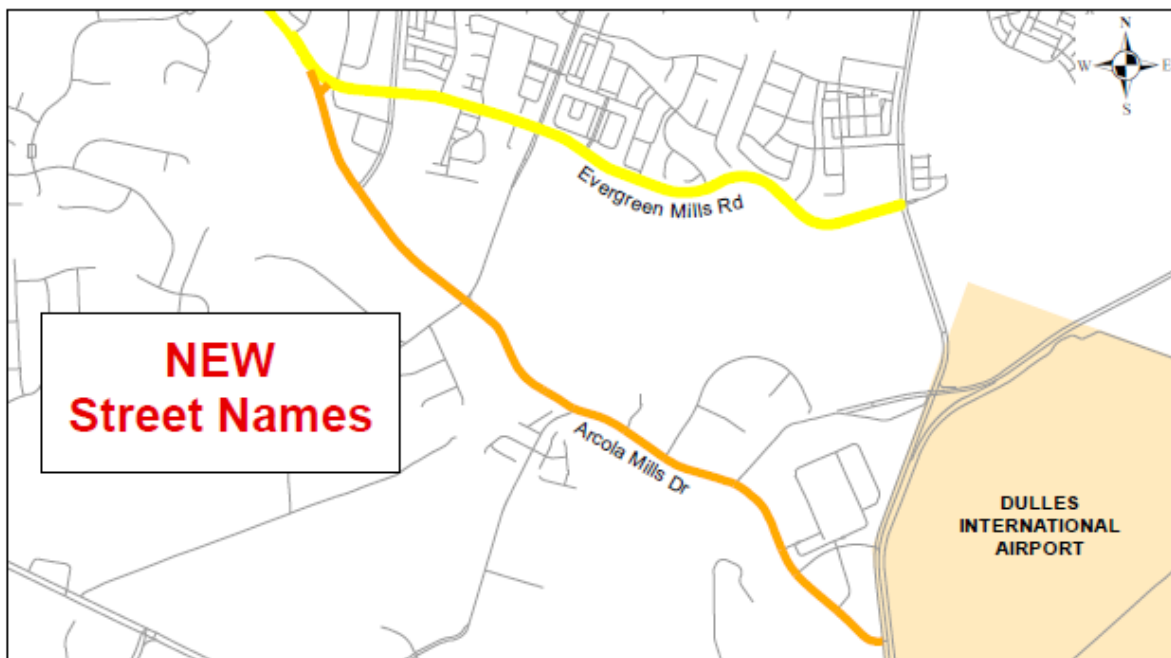 N
W E
S
Evergreen Mills Rd
NEW
Street Names
Arcola Mills Dr
DULLES
INTERNATIONAL
AIRPORT